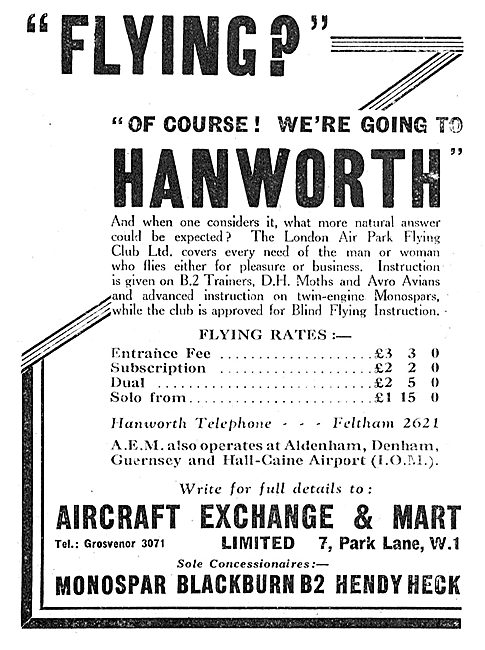 "FLYING?"
"OF COURSE! WE'RE GOING TO
HANWORTH"
And when one considers it, what more natural answer
could be expected? The London Air Park Flying
Club Ltd. covers every need of the man or woman
who flies either for pleasure or business. Instruction
is given on B.2 Trainers, D.H. Moths and Avro Avians
and advanced instruction on twin-engine Monospars,
while the club is approved for Blind Flying Instruction.
FLYING RATES :—
Entrance Fee ....................£3 3 0
Subscription ....................£2 2 0
Dual ............................£2 5 0
Solo from........................£1 15 0
Hanworth Telephone - - - Feltham 2621
A.E.M. also operates at Aldenham, Denham,
Guernsey and Hall-Caine Airport (I.O.M.).
Write for full details to :
AIRCRAFT EXCHANGE & MART
Tel.: Grosvenor 3071 LIMITED 7, Park Lane, W.1
Sole Concessionaires:—
MONOSPAR BLACKBURN B2 HENDY HECK